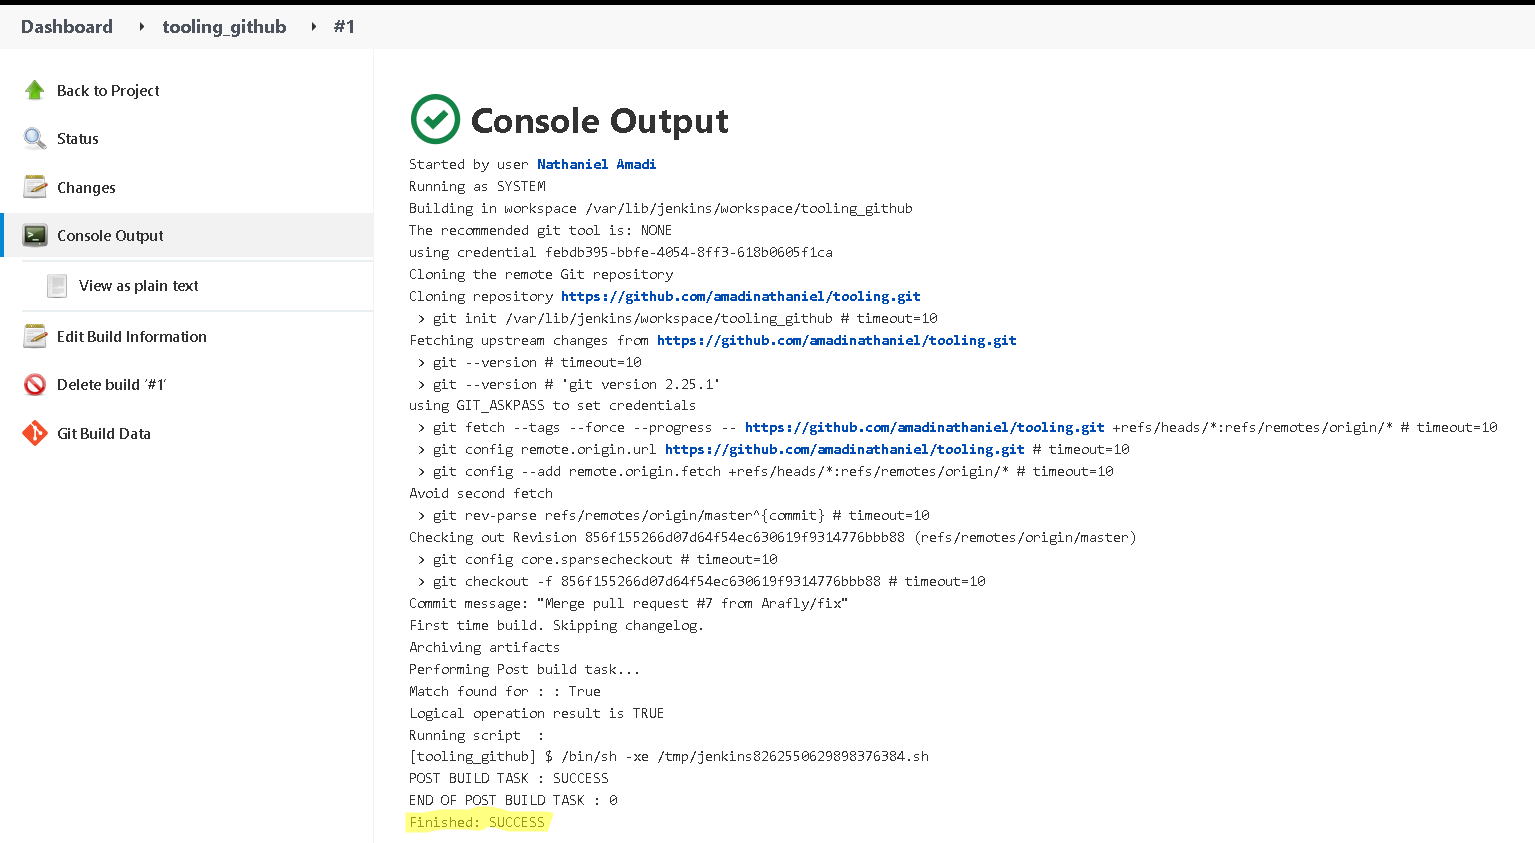 Dashboard tooling_github #1
Back to Project
Status
Changes
Console Output
View as plain text
Edit Build Information
Delete build ‘#1’
Git Build Data
Console Output
Started by user Nathaniel Amadi
Running as SYSTEM
Building in workspace /var/lib/jenkins/workspace/tooling_github
The recommended git tool is: NONE
using credential febdb395-bbfe-4054-8ff3-618b0605f1ca
Cloning the remote Git repository
Cloning repository https://github.com/amadinathaniel/tooling.git
 > git init /var/lib/jenkins/workspace/tooling_github # timeout=10
Fetching upstream changes from https://github.com/amadinathaniel/tooling.git
 > git --version # timeout=10
 > git --version # 'git version 2.25.1'
using GIT_ASKPASS to set credentials
 > git fetch --tags --force --progress -- https://github.com/amadinathaniel/tooling.git +refs/heads/*:refs/remotes/origin/* # timeout=10
 > git config remote.origin.url https://github.com/amadinathaniel/tooling.git # timeout=10
 > git config --add remote.origin.fetch +refs/heads/*:refs/remotes/origin/* # timeout=10
Avoid second fetch
 > git rev-parse refs/remotes/origin/master^{commit} # timeout=10
Checking out Revision 856f155266d07d64f54ec630619f9314776bbb88 (refs/remotes/origin/master)
 > git config core.sparsecheckout # timeout=10
 > git checkout -f 856f155266d07d64f54ec630619f9314776bbb88 # timeout=10
Commit message: "Merge pull request #7 from Arafly/fix"
First time build. Skipping changelog.
Archiving artifacts
Performing Post build task...
Match found for : : True
Logical operation result is TRUE
Running script  :
[tooling_github] $ /bin/sh -xe /tmp/jenkins8262550629898376384.sh
POST BUILD TASK : SUCCESS
END OF POST BUILD TASK : 0
Finished: SUCCESS